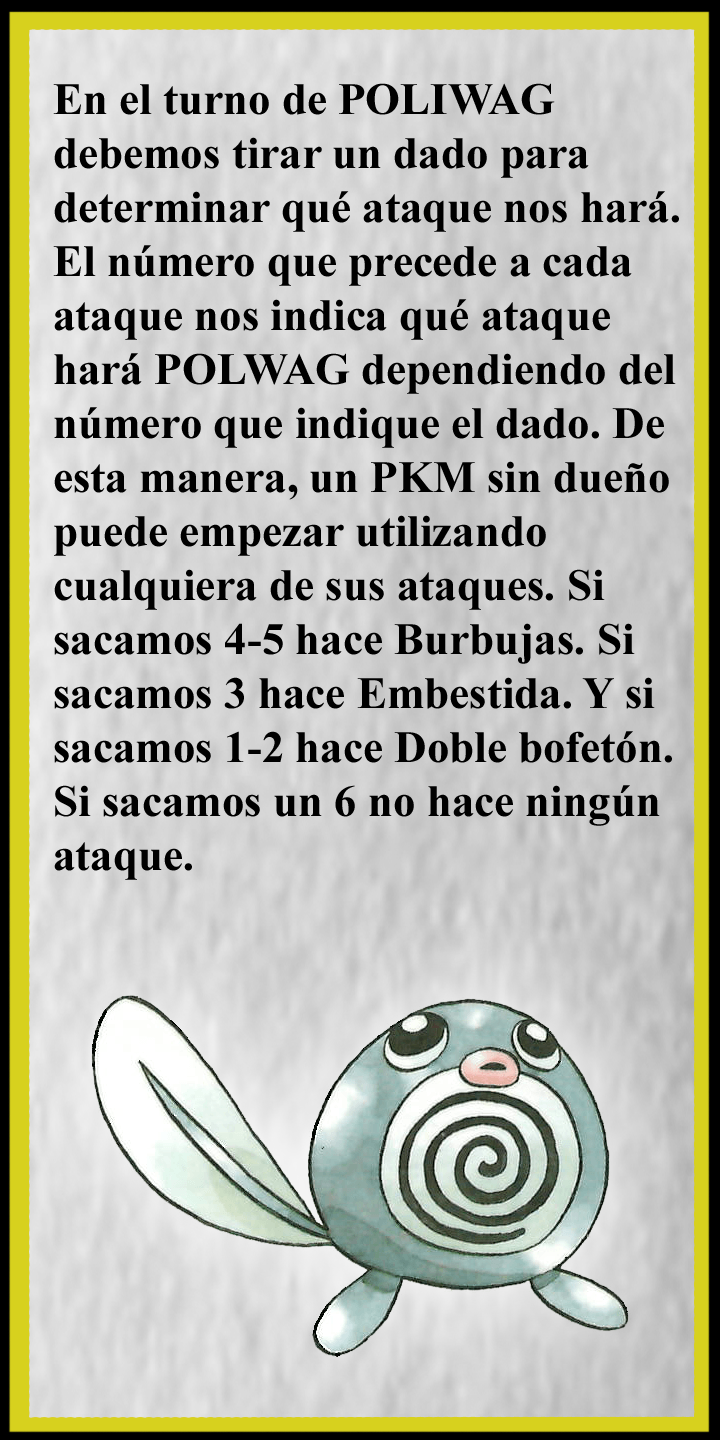 En el turno de POLIWAG
debemos tirar un dado para
determinar qué ataque nos hará.
El número que precede a cada
ataque nos indica qué ataque
hará POLWAG dependiendo del
número que indique el dado. De
esta manera, un PKM sin dueño
puede empezar utilizando
cualquiera de sus ataques. Si
sacamos 4-5 hace Burbujas. Si
sacamos 3 hace Embestida. Y si
sacamos 1-2 hace Doble bofetón.
Si sacamos un 6 no hace ningún
ataque.